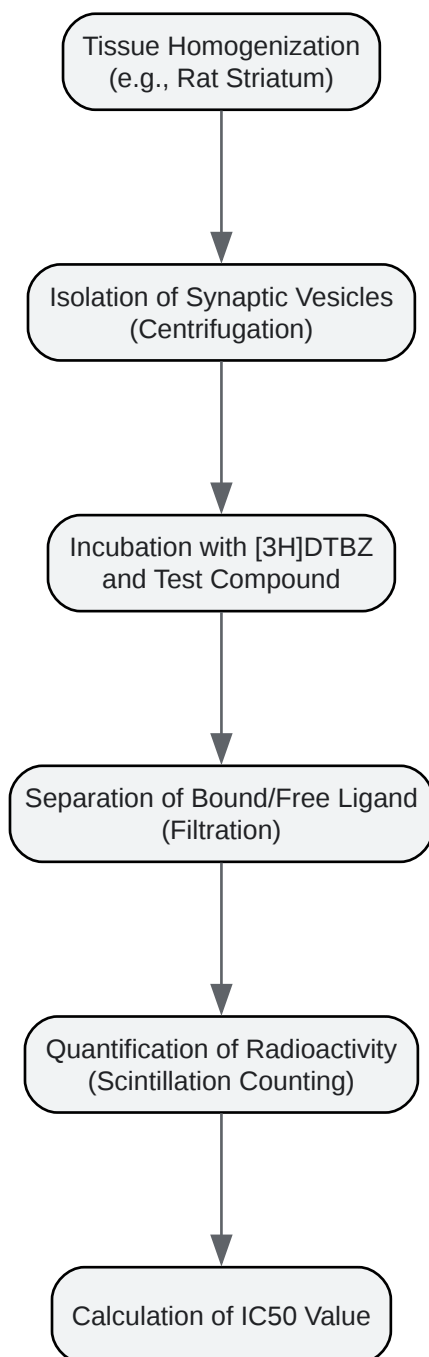 Tissue Homogenization
(e.g., Rat Striatum)
Isolation of Synaptic Vesicles
(Centrifugation)
Incubation with [3H]DTBZ
and Test Compound
Separation of Bound/Free Ligand
(Filtration)
Quantification of Radioactivity
(Scintillation Counting)
Calculation of IC50 Value